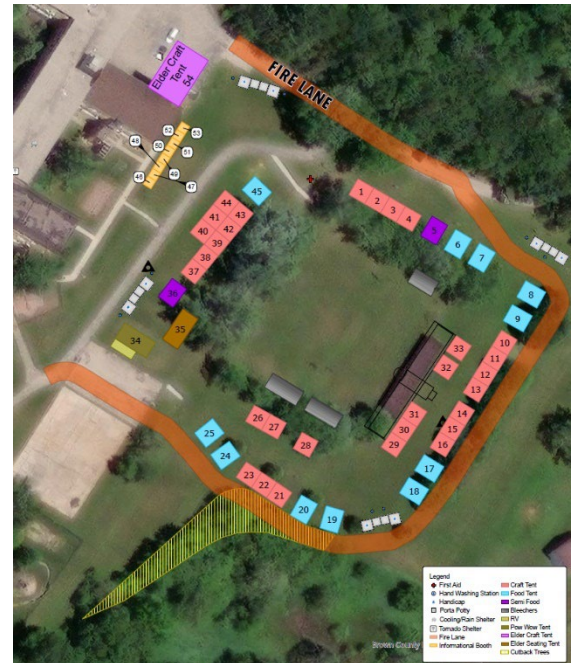 Elder Craft
Tent
54
FIRE LANE
52
53
50
48
51
49
46
47
45
44
43
41
42
40
39
38
37
36
35
34
1
2
3
4
5
6
7
8
9
10
11
12
13
14
15
16
17
18
33
32
31
30
29
26
27
28
25
24
23
22
21
20
19
Brown County
Legend
First Aid
Hand Washing Station
Handicap
Porta Potty
Cooling/Rain Shelter
Tornado Shelter
Fire Lane
Informational Booth
Craft Tent
Food Tent
Semi Food
Bleechers
RV
Pow Wow Tent
Elder Craft Tent
Elder Seating Tent
Cutback Trees